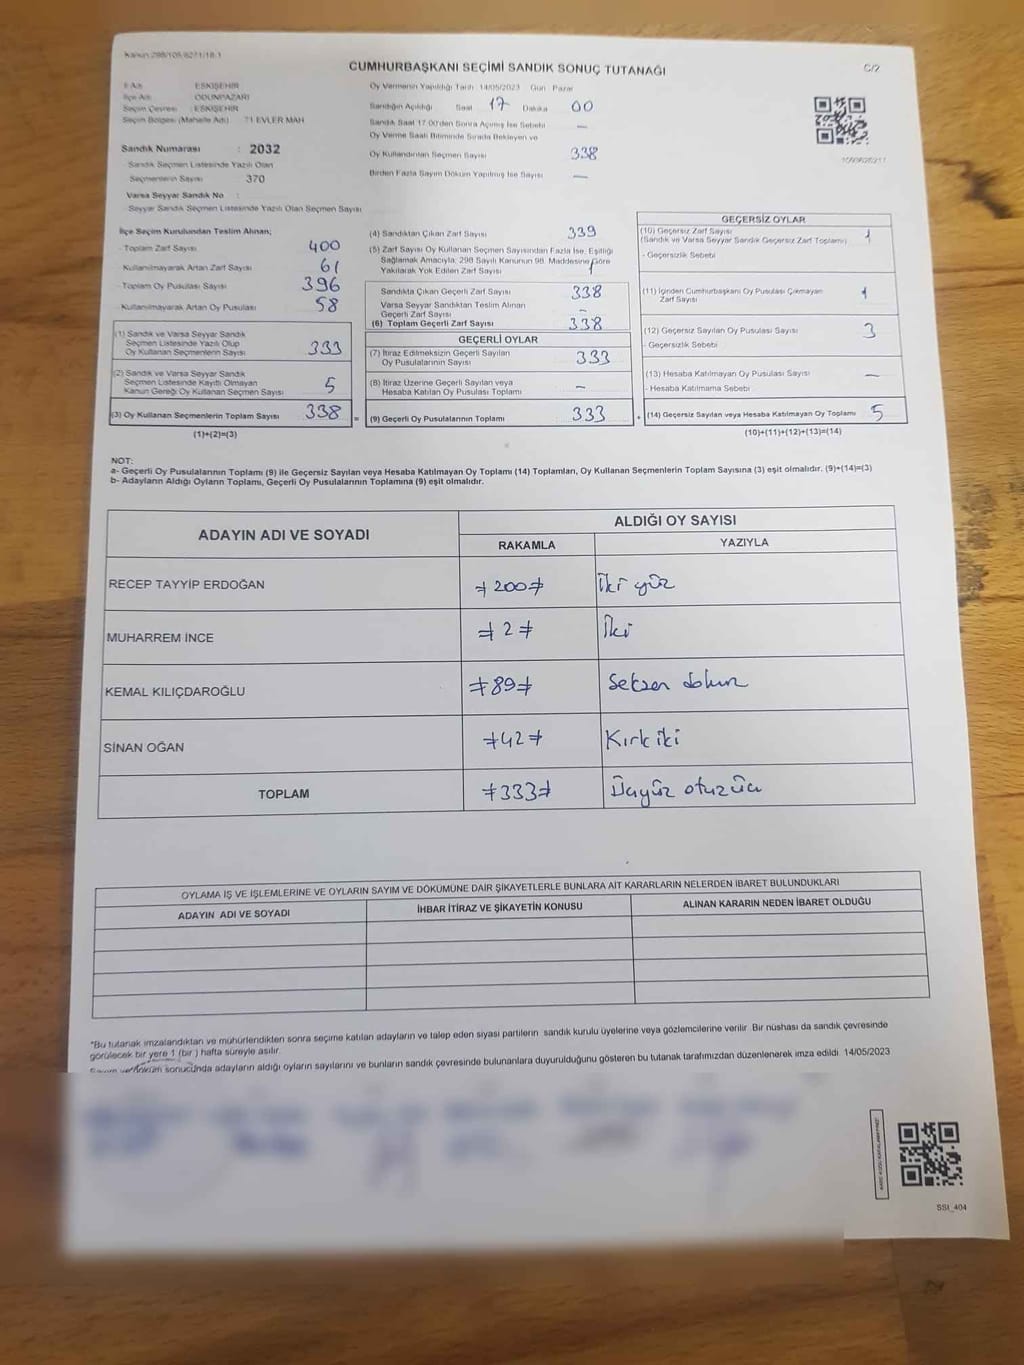 Kanun:298/105/6271/18-1
CUMHURBAŞKANI SEÇİMİ SANDIK SONUÇ TUTANAĞI
C/2
İl Adı : ESKİŞEHİR
İlçe Adı : ODUNPAZARI
Seçim Çevresi : ESKİŞEHİR
Seçim Bölgesi (Mahalle Adı) : 71 EVLER MAH
Sandık Numarası : 2032
Sandık Seçmen Listesinde Yazılı Olan
Seçmenlerin Sayısı 370
Varsa Seyyar Sandık No :
Seyyar Sandık Seçmen Listesinde Yazılı Olan Seçmen Sayısı
Oy Vermenin Yapıldığı Tarih : 14/05/2023 Gün : Pazar
Sandığın Açıldığı Saat 17 Dakika 00
Sandık Saat 17.00'den Sonra Açılmış İse Sebebi —
Oy Verme Saati Bitiminde Sırada Bekleyen ve
Oy Kullandırılan Seçmen Sayısı 338
Birden Fazla Sayım Döküm Yapılmış İse Sayısı —
İlçe Seçim Kurulundan Teslim Alınan;
- Toplam Zarf Sayısı 400
- Kullanılmayarak Artan Zarf Sayısı 61
- Toplam Oy Pusulası Sayısı 396
- Kullanılmayarak Artan Oy Pusulası 58
(1) Sandık ve Varsa Seyyar Sandık
Seçmen Listesinde Yazılı Olup
Oy Kullanan Seçmenlerin Sayısı 333
(2) Sandık ve Varsa Seyyar Sandık
Seçmen Listesinde Kayıtlı Olmayan
Kanun Gereği Oy Kullanan Seçmen Sayısı 5
(3) Oy Kullanan Seçmenlerin Toplam Sayısı 338 =
(1)+(2)=(3)
(4) Sandıktan Çıkan Zarf Sayısı 339
(5) Zarf Sayısı Oy Kullanan Seçmen Sayısından Fazla İse, Eşitliği
Sağlamak Amacıyla, 298 Sayılı Kanunun 98. Maddesine Göre
Yakılarak Yok Edilen Zarf Sayısı 1
Sandıkta Çıkan Geçerli Zarf Sayısı 338
Varsa Seyyar Sandıktan Teslim Alınan
Geçerli Zarf Sayısı —
(6) Toplam Geçerli Zarf Sayısı 338
GEÇERLİ OYLAR
(7) İtiraz Edilmeksizin Geçerli Sayılan
Oy Pusulalarının Sayısı 333
(8) İtiraz Üzerine Geçerli Sayılan veya
Hesaba Katılan Oy Pusulası Toplamı —
(9) Geçerli Oy Pusulalarının Toplamı 333 +
GEÇERSİZ OYLAR
(10) Geçersiz Zarf Sayısı 1
(Sandık ve Varsa Seyyar Sandık Geçersiz Zarf Toplamı)
- Geçersizlik Sebebi
(11) İçinden Cumhurbaşkanı Oy Pusulası Çıkmayan
Zarf Sayısı 1
(12) Geçersiz Sayılan Oy Pusulası Sayısı 3
- Geçersizlik Sebebi
(13) Hesaba Katılmayan Oy Pusulası Sayısı —
- Hesaba Katılmama Sebebi
(14) Geçersiz Sayılan veya Hesaba Katılmayan Oy Toplamı 5
(10)+(11)+(12)+(13)=(14)
NOT:
a- Geçerli Oy Pusulalarının Toplamı (9) ile Geçersiz Sayılan veya Hesaba Katılmayan Oy Toplamı (14) Toplamları, Oy Kullanan Seçmenlerin Toplam Sayısına (3) eşit olmalıdır. (9)+(14)=(3)
b- Adayların Aldığı Oyların Toplamı, Geçerli Oy Pusulalarının Toplamına (9) eşit olmalıdır.
ADAYIN ADI VE SOYADI
ALDIĞI OY SAYISI
RAKAMLA YAZIYLA
RECEP TAYYİP ERDOĞAN ≠200≠ İki yüz
MUHARREM İNCE ≠2≠ İki
KEMAL KILIÇDAROĞLU ≠89≠ Seksen dokuz
SİNAN OĞAN ≠42≠ Kırk iki
TOPLAM ≠333≠ Üçyüz otuzüç
OYLAMA İŞ VE İŞLEMLERİNE VE OYLARIN SAYIM VE DÖKÜMÜNE DAİR ŞİKAYETLERLE BUNLARA AİT KARARLARIN NELERDEN İBARET BULUNDUKLARI
ADAYIN ADI VE SOYADI İHBAR İTİRAZ VE ŞİKAYETİN KONUSU ALINAN KARARIN NEDEN İBARET OLDUĞU
*Bu tutanak imzalandıktan ve mühürlendikten sonra seçime katılan adayların ve talep eden siyasi partilerin sandık kurulu üyelerine veya gözlemcilerine verilir. Bir nüshası da sandık çevresinde
görülecek bir yere 1 (bir ) hafta süreyle asılır.
Sayım ve döküm sonucunda adayların aldığı oyların sayılarını ve bunların sandık çevresinde bulunanlara duyurulduğunu gösteren bu tutanak tarafımızdan düzenlenerek imza edildi. 14/05/2023
SSI_404